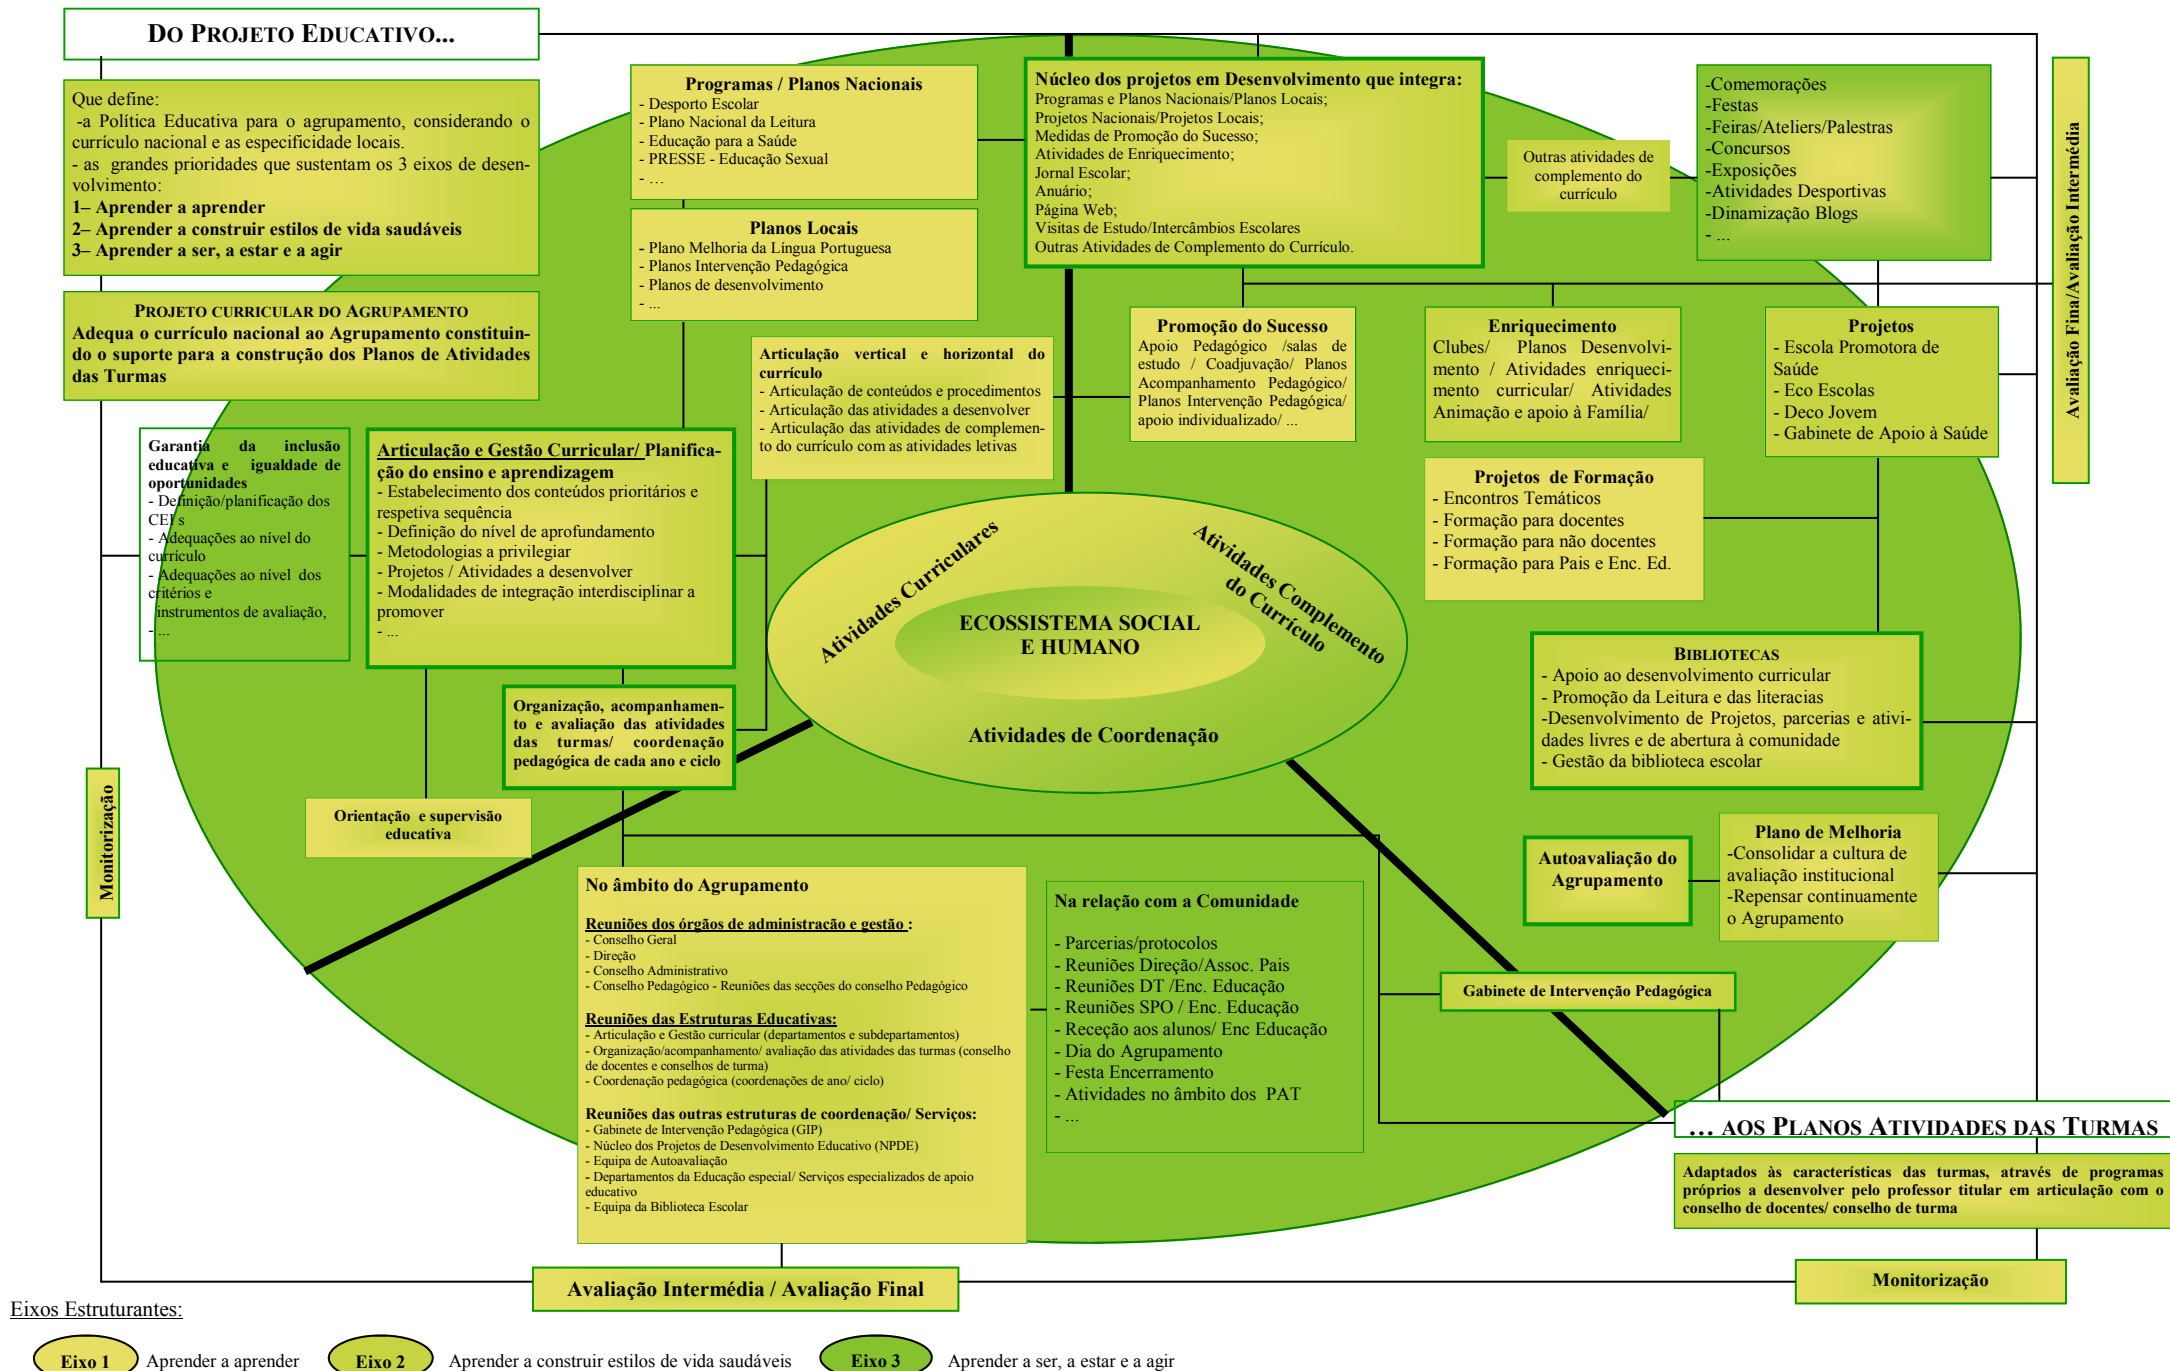 DO PROJETO EDUCATIVO...
Que define:
-a Política Educativa para o agrupamento, considerando o
currículo nacional e as especificidade locais.
- as grandes prioridades que sustentam os 3 eixos de desen-
volvimento:
1– Aprender a aprender
2– Aprender a construir estilos de vida saudáveis
3– Aprender a ser, a estar e a agir
PROJETO CURRICULAR DO AGRUPAMENTO
Adequa o currículo nacional ao Agrupamento constituin-
do o suporte para a construção dos Planos de Atividades
das Turmas
Programas / Planos Nacionais
- Desporto Escolar
- Plano Nacional da Leitura
- Educação para a Saúde
- PRESSE - Educação Sexual
- …
Planos Locais
- Plano Melhoria da Língua Portuguesa
- Planos Intervenção Pedagógica
- Planos de desenvolvimento
- ...
Núcleo dos projetos em Desenvolvimento que integra:
Programas e Planos Nacionais/Planos Locais;
Projetos Nacionais/Projetos Locais;
Medidas de Promoção do Sucesso;
Atividades de Enriquecimento;
Jornal Escolar;
Anuário;
Página Web;
Visitas de Estudo/Intercâmbios Escolares
Outras Atividades de Complemento do Currículo.
Outras atividades de
complemento do
currículo
-Comemorações
-Festas
-Feiras/Ateliers/Palestras
-Concursos
-Exposições
-Atividades Desportivas
-Dinamização Blogs
- ...
Avaliação Fina/Avaliação Intermédia
Articulação vertical e horizontal do
currículo
- Articulação de conteúdos e procedimentos
- Articulação das atividades a desenvolver
- Articulação das atividades de complemen-
to do currículo com as atividades letivas
Promoção do Sucesso
Apoio Pedagógico /salas de
estudo / Coadjuvação/ Planos
Acompanhamento Pedagógico/
Planos Intervenção Pedagógica/
apoio individualizado/ ...
Enriquecimento
Clubes/ Planos Desenvolvi-
mento / Atividades enriqueci-
mento curricular/ Atividades
Animação e apoio à Família/
Projetos
- Escola Promotora de
Saúde
- Eco Escolas
- Deco Jovem
- Gabinete de Apoio à Saúde
Garantia da inclusão
educativa e igualdade de
oportunidades
- Definição/planificação dos
CEI s
- Adequações ao nível do
currículo
- Adequações ao nível dos
critérios e
instrumentos de avaliação,
- ...
Articulação e Gestão Curricular/ Planifica-
ção do ensino e aprendizagem
- Estabelecimento dos conteúdos prioritários e
respetiva sequência
- Definição do nível de aprofundamento
- Metodologias a privilegiar
- Projetos / Atividades a desenvolver
- Modalidades de integração interdisciplinar a
promover
- ...
Projetos de Formação
- Encontros Temáticos
- Formação para docentes
- Formação para não docentes
- Formação para Pais e Enc. Ed.
Atividades Curriculares
Atividades Complemento
do Currículo
ECOSSISTEMA SOCIAL
E HUMANO
Atividades de Coordenação
BIBLIOTECAS
- Apoio ao desenvolvimento curricular
- Promoção da Leitura e das literacias
-Desenvolvimento de Projetos, parcerias e ativi-
dades livres e de abertura à comunidade
- Gestão da biblioteca escolar
Organização, acompanhamen-
to e avaliação das atividades
das turmas/ coordenação
pedagógica de cada ano e ciclo
Monitorização
Orientação e supervisão
educativa
Autoavaliação do
Agrupamento
Plano de Melhoria
-Consolidar a cultura de
avaliação institucional
-Repensar continuamente
o Agrupamento
No âmbito do Agrupamento
Reuniões dos órgãos de administração e gestão :
- Conselho Geral
- Direção
- Conselho Administrativo
- Conselho Pedagógico - Reuniões das secções do conselho Pedagógico
Reuniões das Estruturas Educativas:
- Articulação e Gestão curricular (departamentos e subdepartamentos)
- Organização/acompanhamento/ avaliação das atividades das turmas (conselho
de docentes e conselhos de turma)
- Coordenação pedagógica (coordenações de ano/ ciclo)
Reuniões das outras estruturas de coordenação/ Serviços:
- Gabinete de Intervenção Pedagógica (GIP)
- Núcleo dos Projetos de Desenvolvimento Educativo (NPDE)
- Equipa de Autoavaliação
- Departamentos da Educação especial/ Serviços especializados de apoio
educativo
- Equipa da Biblioteca Escolar
Na relação com a Comunidade
- Parcerias/protocolos
- Reuniões Direção/Assoc. Pais
- Reuniões DT /Enc. Educação
- Reuniões SPO / Enc. Educação
- Receção aos alunos/ Enc Educação
- Dia do Agrupamento
- Festa Encerramento
- Atividades no âmbito dos PAT
- ...
Gabinete de Intervenção Pedagógica
… AOS PLANOS ATIVIDADES DAS TURMAS
Adaptados às características das turmas, através de programas
próprios a desenvolver pelo professor titular em articulação com o
conselho de docentes/ conselho de turma
Avaliação Intermédia / Avaliação Final
Monitorização
Eixos Estruturantes:
Eixo 1 Aprender a aprender Eixo 2 Aprender a construir estilos de vida saudáveis Eixo 3 Aprender a ser, a estar e a agir